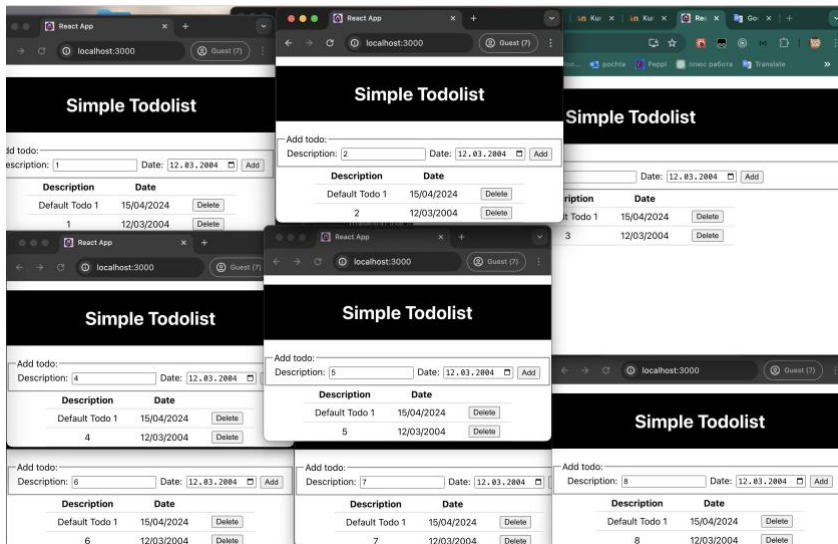 React App
localhost:3000
Guest (7)
Simple Todolist
dd todo:
escription: 1 Date: 12.03.2004 Add
Description Date
Default Todo 1 15/04/2024 Delete
1 12/03/2004 Delete
React App
localhost:3000
Guest (7)
Simple Todolist
Add todo:
Description: 2 Date: 12.03.2004 Add
Description Date
Default Todo 1 15/04/2024 Delete
2 12/03/2004 Delete
pochta Peppi плюс работа Translate
Simple Todolist
Date: 12.03.2004 Add
ription Date
lt Todo 1 15/04/2024 Delete
3 12/03/2004 Delete
React App
localhost:3000
Guest (7)
Simple Todolist
Add todo:
Description: 4 Date: 12.03.2004
Description Date
Default Todo 1 15/04/2024 Delete
4 12/03/2004 Delete
React App
localhost:3000
Guest (7)
Simple Todolist
Add todo:
Description: 5 Date: 12.03.2004 Add
Description Date
Default Todo 1 15/04/2024 Delete
5 12/03/2004 Delete
Add todo:
Description: 6 Date: 12.03.2004 Add
Description Date
Default Todo 1 15/04/2024 Delete
6 12/03/2004 Delete
Add todo:
Description: 7 Date: 12.03.2004
Description Date
Default Todo 1 15/04/2024 Delete
7 12/03/2004 Delete
localhost:3000
Guest (7)
Simple Todolist
Add todo:
Description: 8 Date: 12.03.2004 Add
Description Date
Default Todo 1 15/04/2024 Delete
8 12/03/2004 Delete